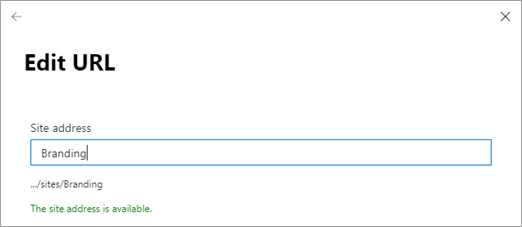 Edit URL
Site address
Branding
.../sites/Branding
The site address is available.